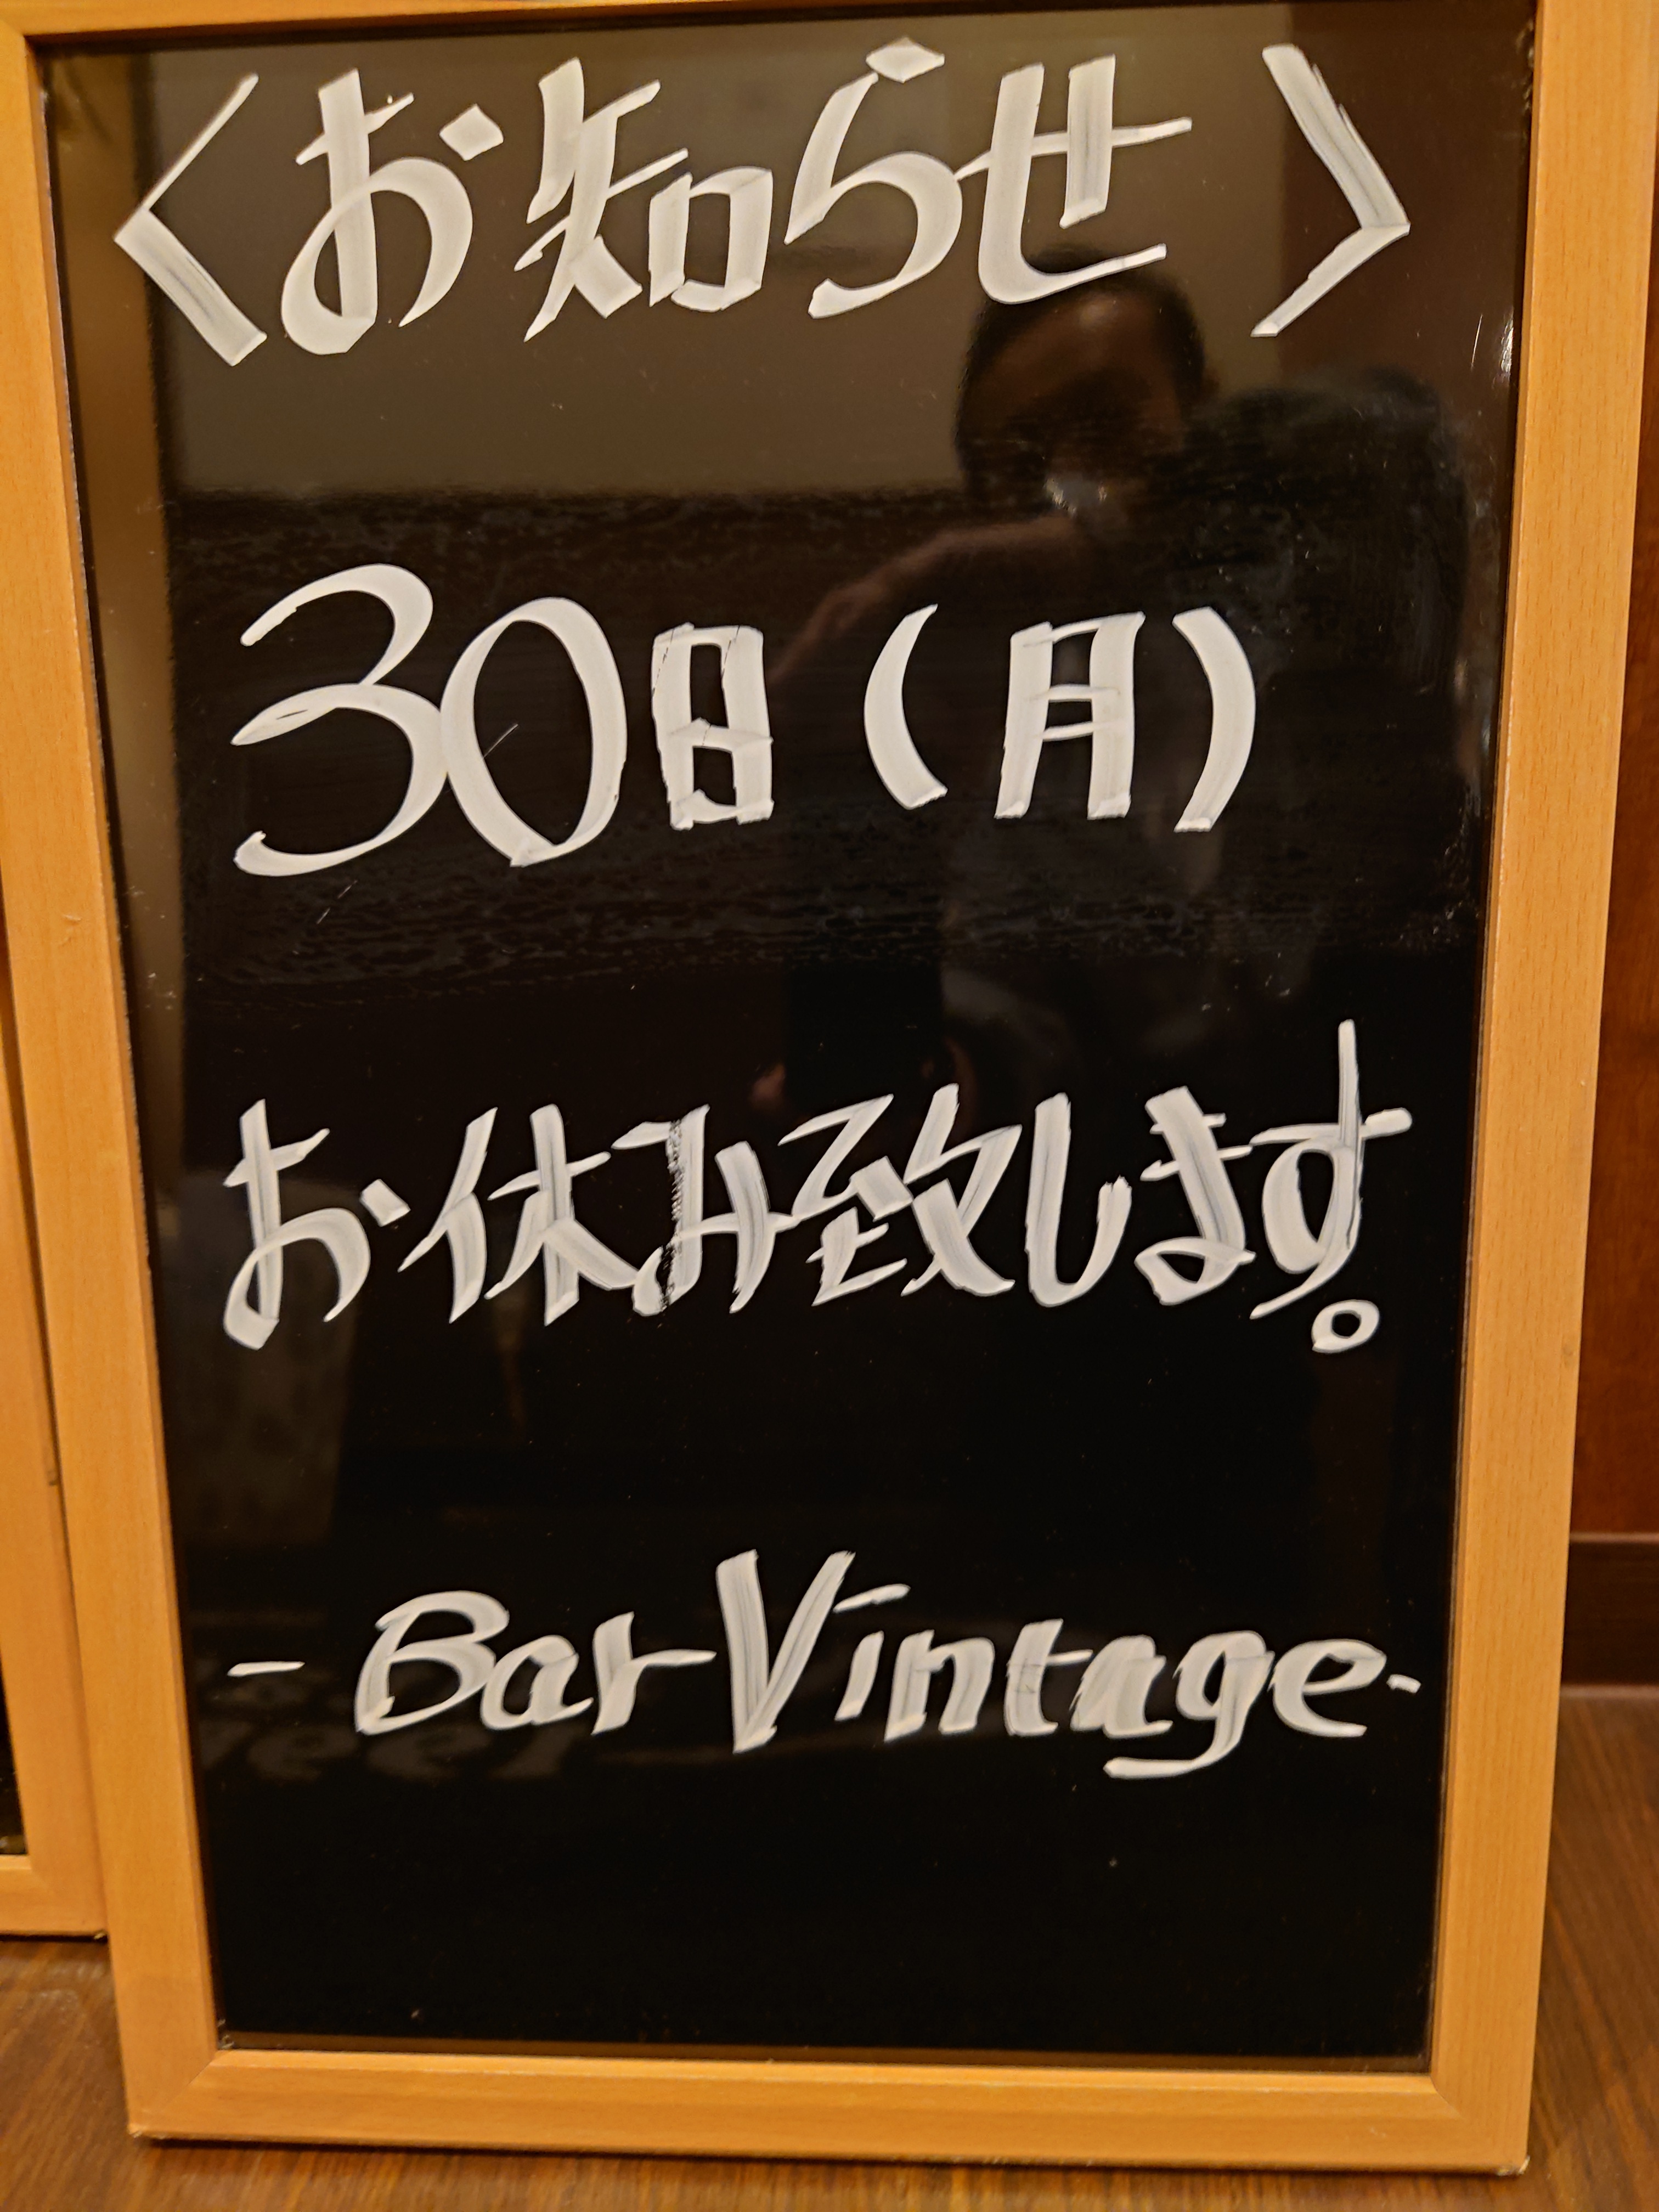 〈お知らせ〉
30日(月)
お休み致します。
- Bar Vintage -